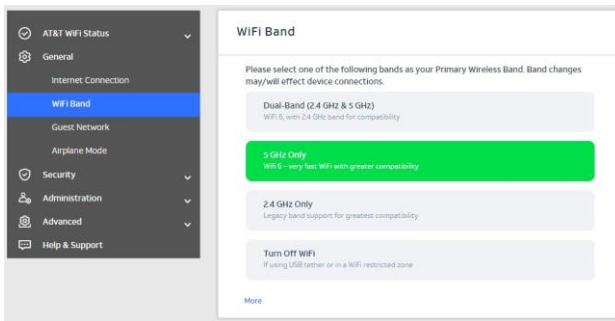 AT&T WiFi Status
General
Internet Connection
WiFi Band
Guest Network
Airplane Mode
Security
Administration
Advanced
Help & Support
WiFi Band
Please select one of the following bands as your Primary Wireless Band. Band changes
may/will effect device connections.
Dual-Band (2.4 GHz & 5 GHz)
WiFi 6, with 2.4 GHz band for compatibility
5 GHz Only
Wifi 6 – very fast WiFi with greater compatibility
2.4 GHz Only
Legacy band support for greatest compatibility
Turn Off WiFi
If using USB tether or in a WiFi restricted zone
More